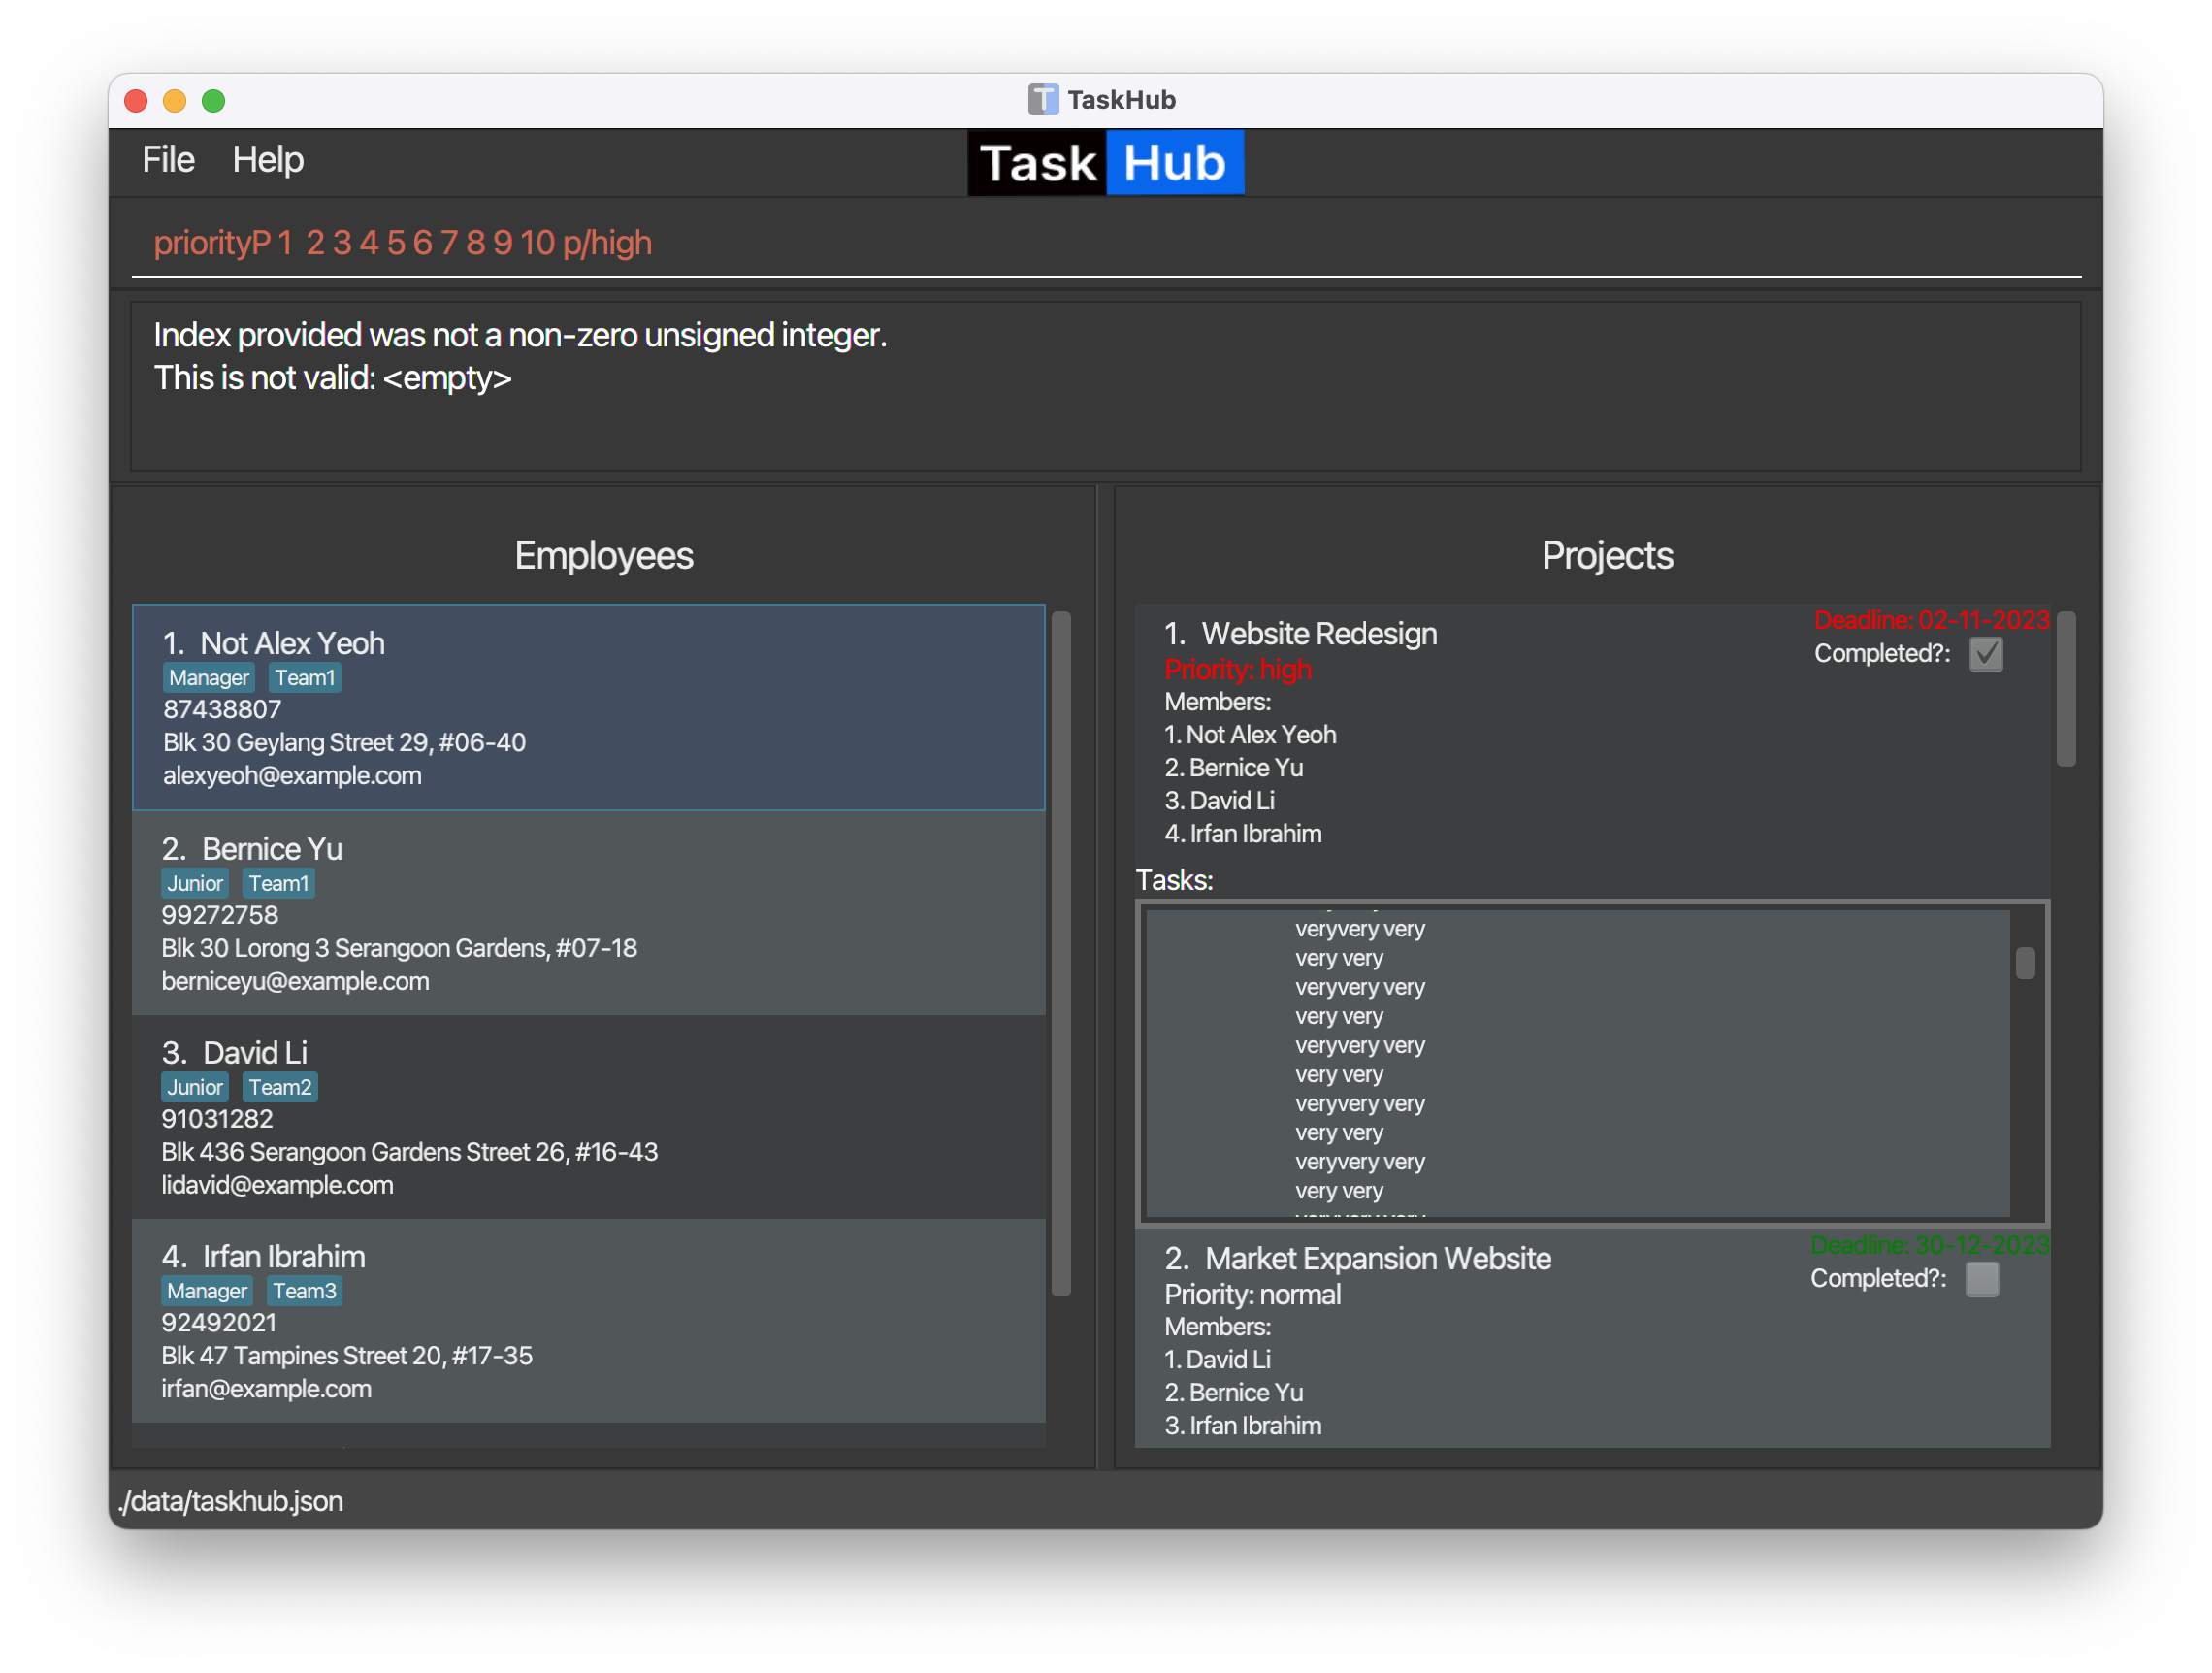 TaskHub
File Help
Task Hub
priorityP 1  2 3 4 5 6 7 8 9 10 p/high
Index provided was not a non-zero unsigned integer.
This is not valid: <empty>
Employees
1. Not Alex Yeoh
Manager Team1
87438807
Blk 30 Geylang Street 29, #06-40
alexyeoh@example.com
2. Bernice Yu
Junior Team1
99272758
Blk 30 Lorong 3 Serangoon Gardens, #07-18
berniceyu@example.com
3. David Li
Junior Team2
91031282
Blk 436 Serangoon Gardens Street 26, #16-43
lidavid@example.com
4. Irfan Ibrahim
Manager Team3
92492021
Blk 47 Tampines Street 20, #17-35
irfan@example.com
Projects
1. Website Redesign
Deadline: 02-11-2023
Completed?:
Priority: high
Members:
1. Not Alex Yeoh
2. Bernice Yu
3. David Li
4. Irfan Ibrahim
Tasks:
veryvery very
very very
veryvery very
very very
veryvery very
very very
veryvery very
very very
veryvery very
very very
2. Market Expansion Website
Deadline: 30-12-2023
Completed?:
Priority: normal
Members:
1. David Li
2. Bernice Yu
3. Irfan Ibrahim
./data/taskhub.json